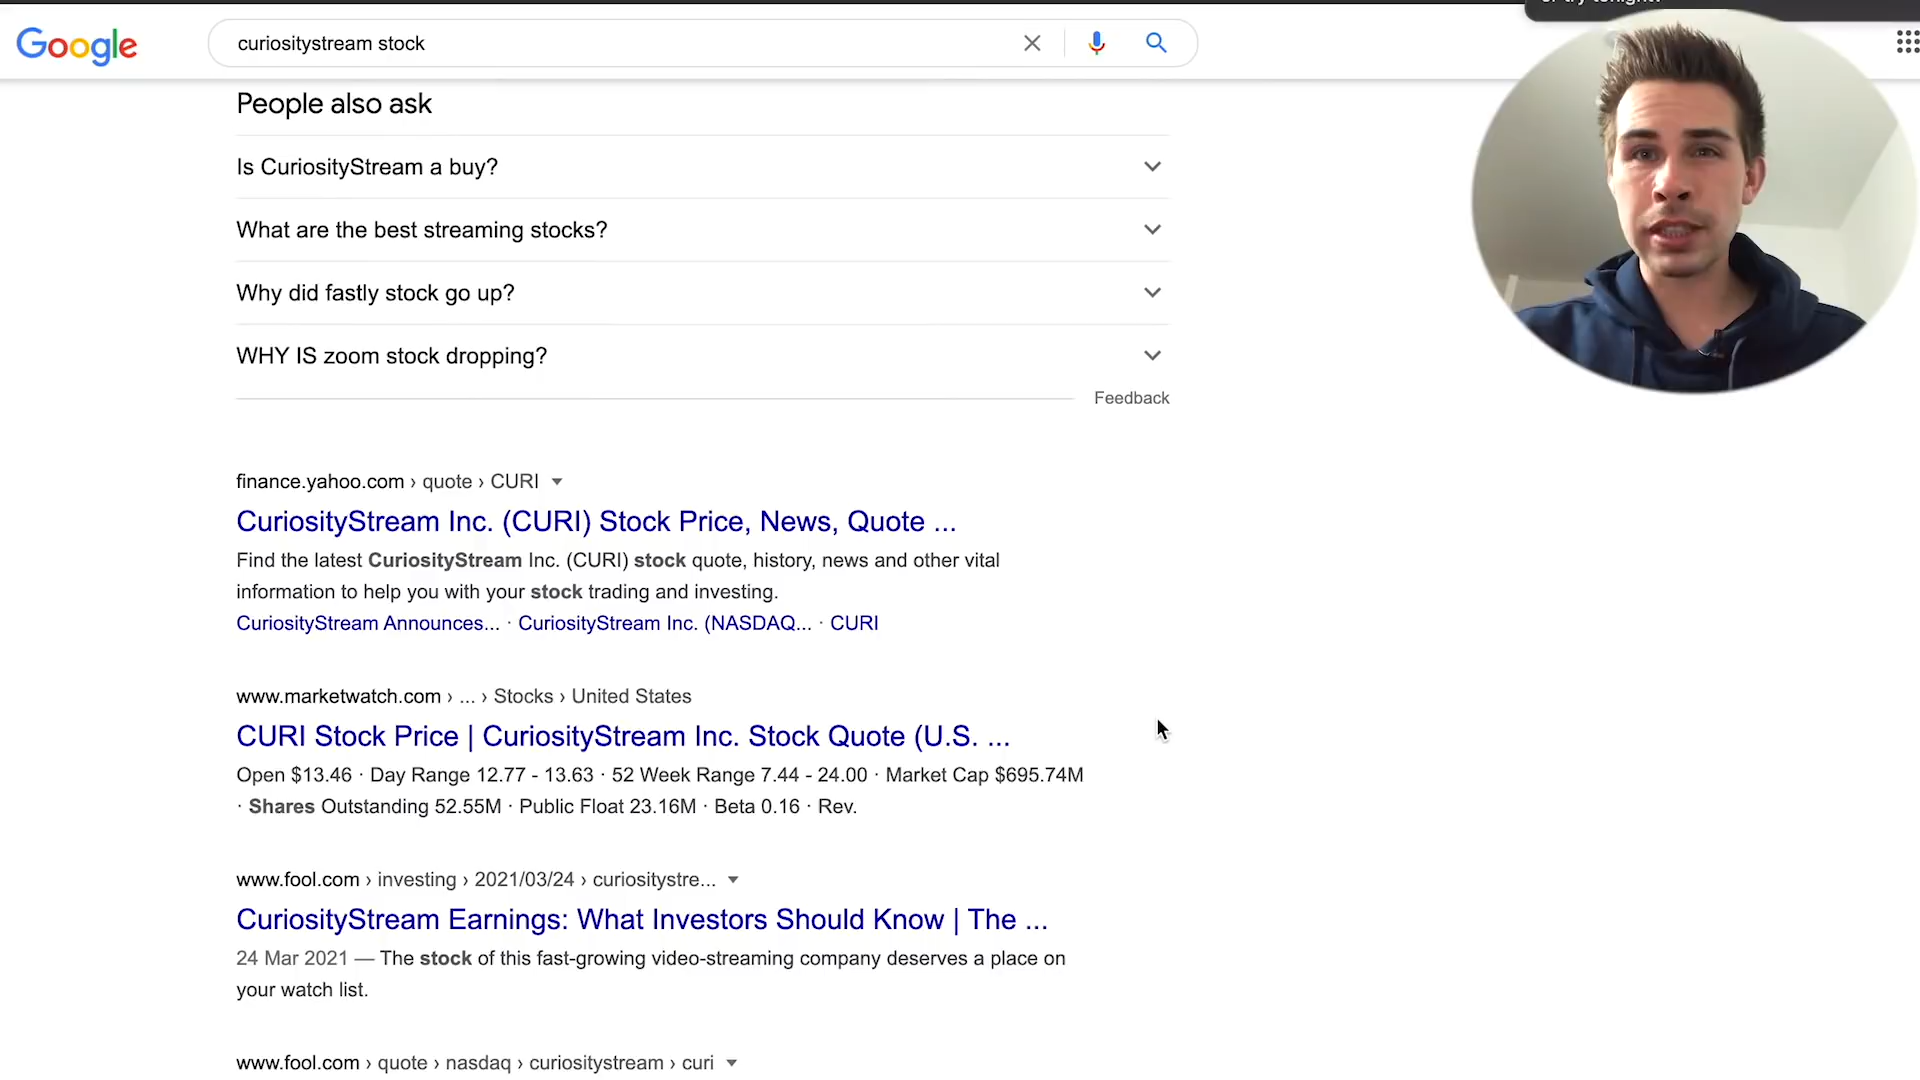 or try tonight?
Google
curiositystream stock
People also ask
Is CuriosityStream a buy?
What are the best streaming stocks?
Why did fastly stock go up?
WHY IS zoom stock dropping?
Feedback
finance.yahoo.com › quote › CURI
CuriosityStream Inc. (CURI) Stock Price, News, Quote ...
Find the latest CuriosityStream Inc. (CURI) stock quote, history, news and other vital
information to help you with your stock trading and investing.
CuriosityStream Announces... · CuriosityStream Inc. (NASDAQ... · CURI
www.marketwatch.com › ... › Stocks › United States
CURI Stock Price | CuriosityStream Inc. Stock Quote (U.S. ...
Open $13.46 · Day Range 12.77 - 13.63 · 52 Week Range 7.44 - 24.00 · Market Cap $695.74M
· Shares Outstanding 52.55M · Public Float 23.16M · Beta 0.16 · Rev.
www.fool.com › investing › 2021/03/24 › curiositystre...
CuriosityStream Earnings: What Investors Should Know | The ...
24 Mar 2021 — The stock of this fast-growing video-streaming company deserves a place on
your watch list.
www.fool.com › quote › nasdaq › curiositystream › curi